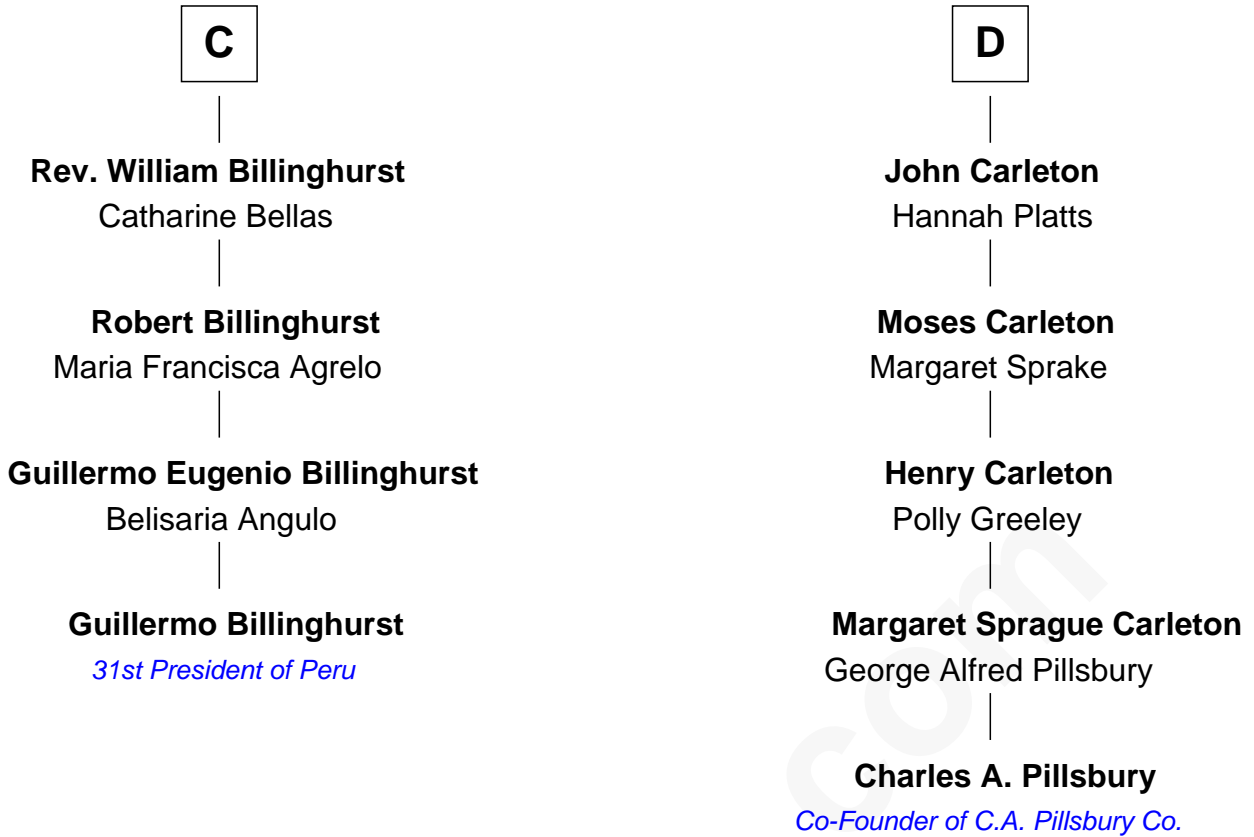 C
Rev. William Billinghurst
Catharine Bellas
Robert Billinghurst
Maria Francisca Agrelo
Guillermo Eugenio Billinghurst
Belisaria Angulo
Guillermo Billinghurst
31st President of Peru
D
John Carleton
Hannah Platts
Moses Carleton
Margaret Sprake
Henry Carleton
Polly Greeley
Margaret Sprague Carleton
George Alfred Pillsbury
Charles A. Pillsbury
Co-Founder of C.A. Pillsbury Co.
com